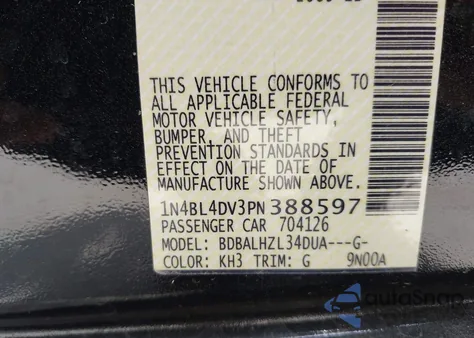 THIS VEHICLE CONFORMS TO
ALL APPLICABLE FEDERAL
MOTOR VEHICLE SAFETY,
BUMPER, AND THEFT
PREVENTION STANDARDS IN
EFFECT ON THE DATE OF
MANUFACTURE SHOWN ABOVE.
1N4BL4DV3PN388597
PASSENGER CAR 704126
MODEL: BDBALHZL34DUA---G-
COLOR: KH3 TRIM: G 9N00A
autoSnap